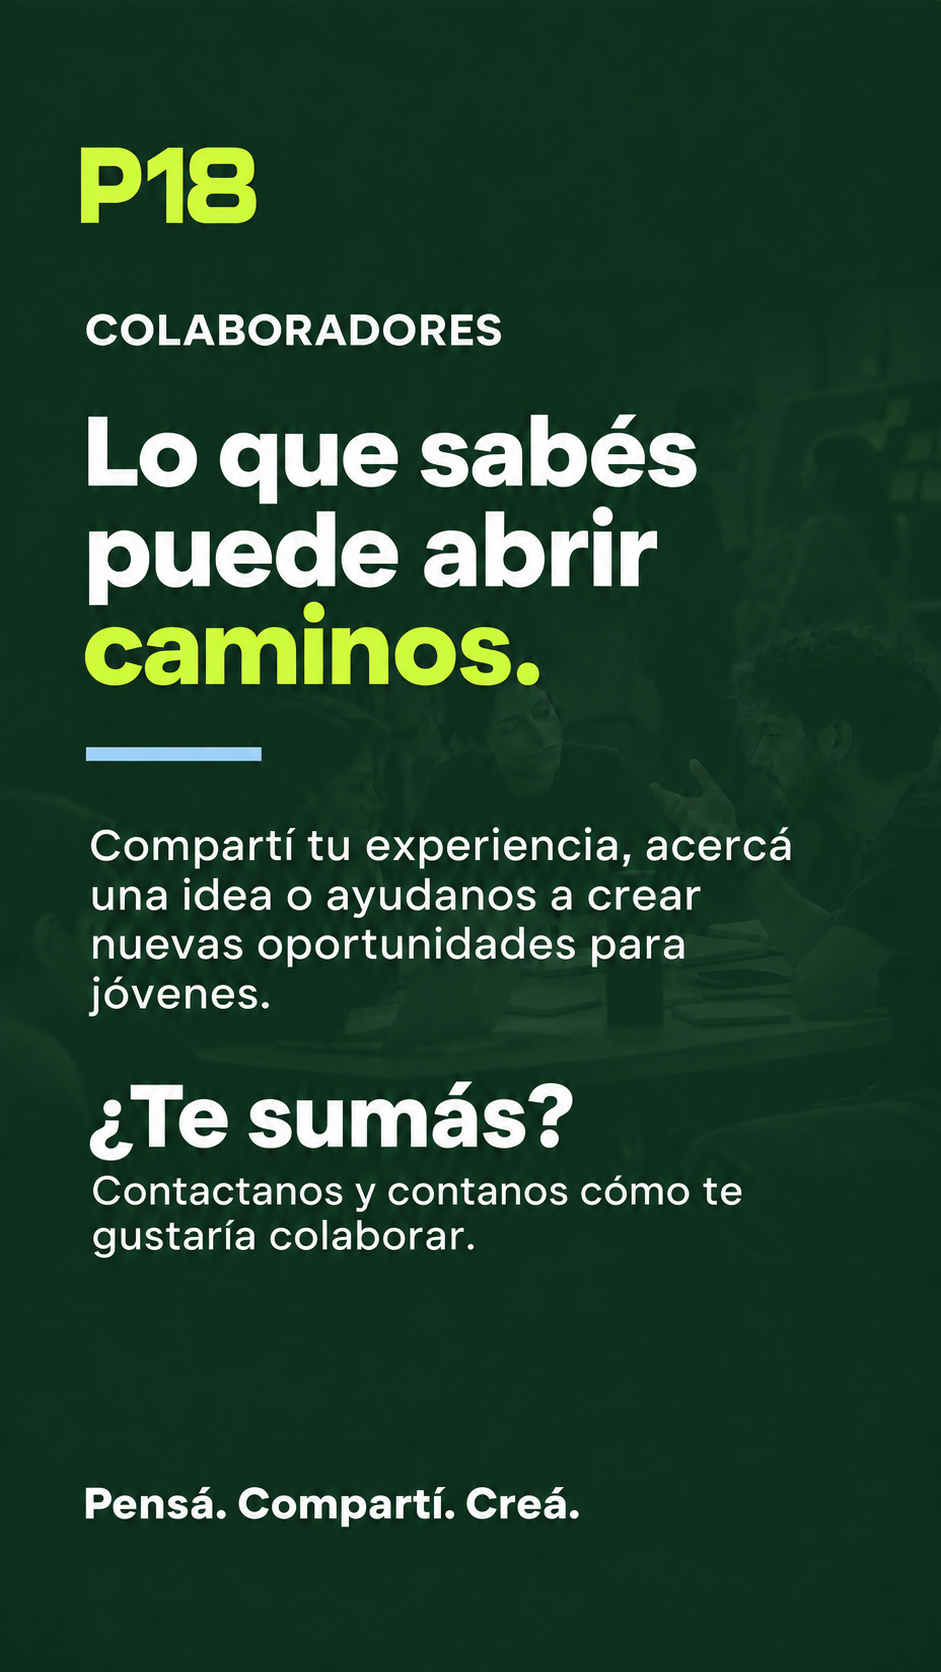 P18
COLABORADORES
Lo que sabés
puede abrir
caminos.
Compartí tu experiencia, acercá
una idea o ayudanos a crear
nuevas oportunidades para
jóvenes.
¿Te sumás?
Contactanos y contanos cómo te
gustaría colaborar.
Pensá. Compartí. Creá.